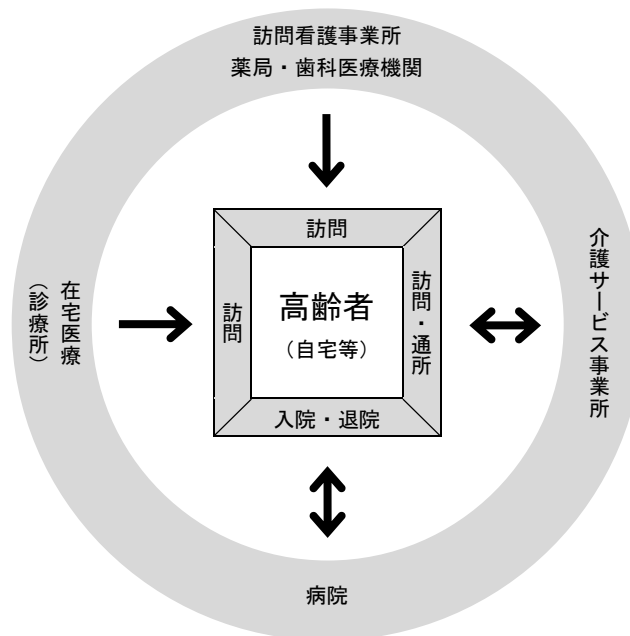 訪問看護事業所
薬局・歯科医療機関
訪問
在宅医療
（診療所）
訪問
高齢者
（自宅等）
訪問・通所
介護サービス事業所
入院・退院
病院